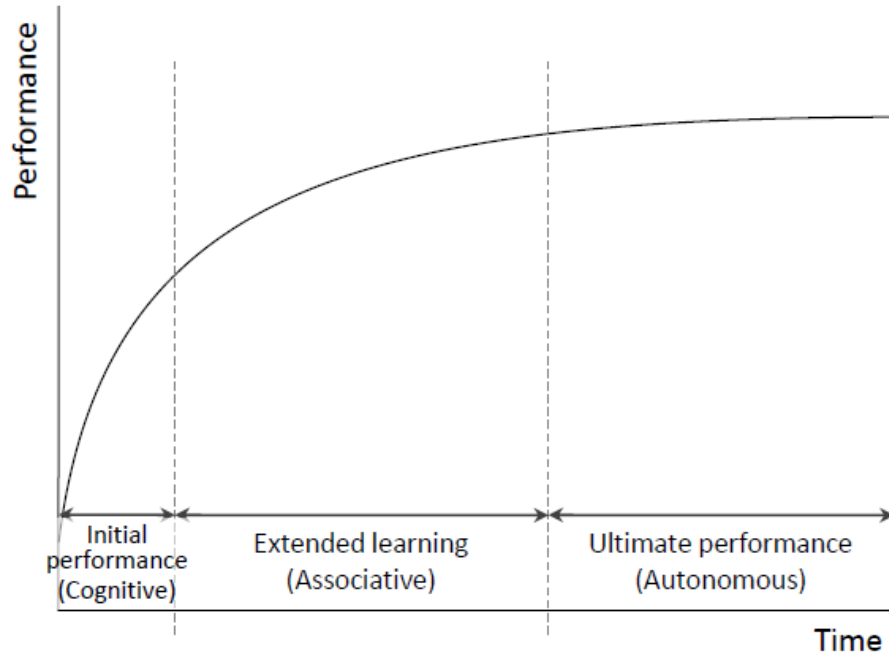 Performance
Initial
performance
(Cognitive)
Extended learning
(Associative)
Ultimate performance
(Autonomous)
Time